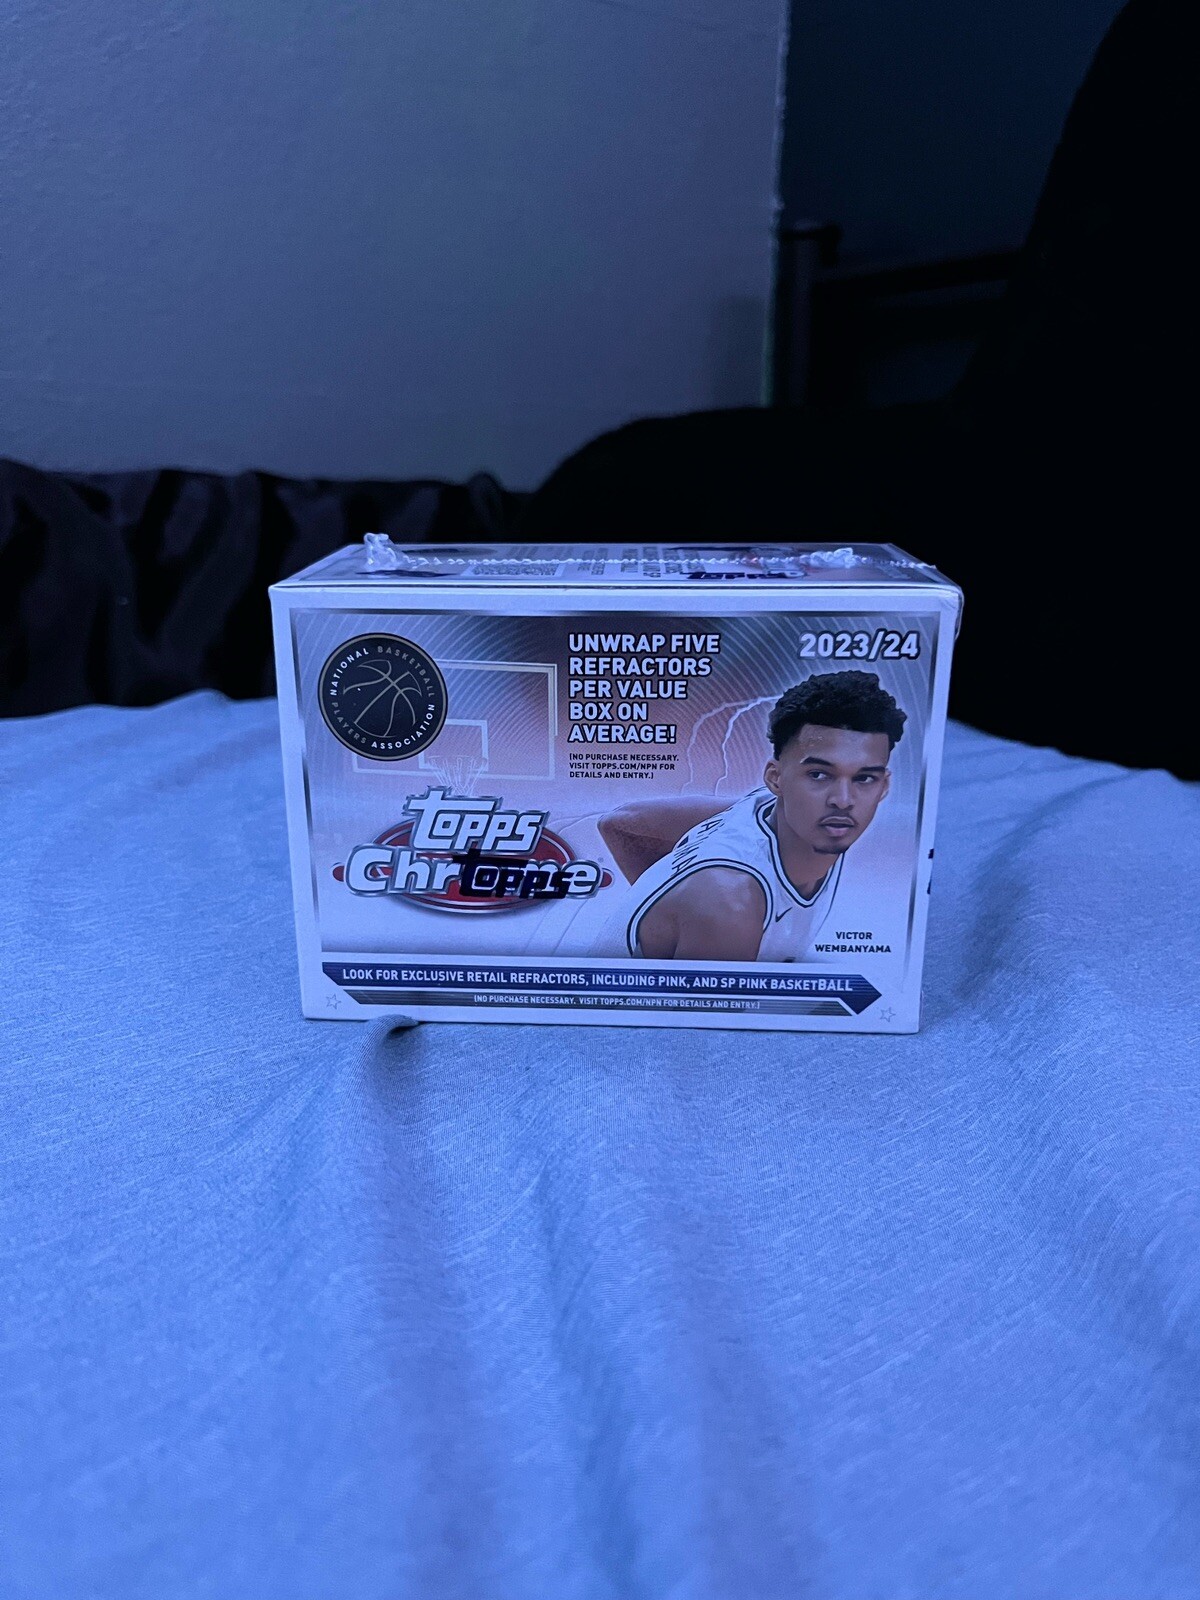 NATIONAL BASKETBALL
PLAYERS ASSOCIATION
UNWRAP FIVE
REFRACTORS
PER VALUE
BOX ON
AVERAGE!
(NO PURCHASE NECESSARY.
VISIT TOPPS.COM/NPN FOR
DETAILS AND ENTRY.)
2023/24
topps
Chrome
topps
VICTOR
WEMBANYAMA
LOOK FOR EXCLUSIVE RETAIL REFRACTORS, INCLUDING PINK, AND SP PINK BASKETBALL
(NO PURCHASE NECESSARY. VISIT TOPPS.COM/NPN FOR DETAILS AND ENTRY.)